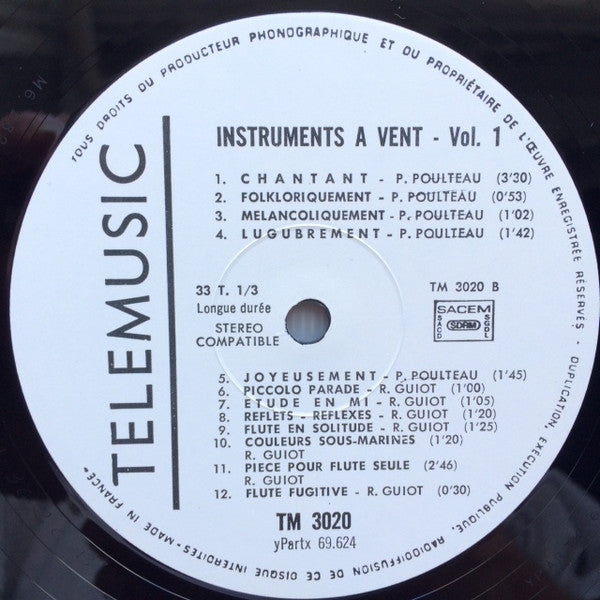 TOUS DROITS DU PRODUCTEUR PHONOGRAPHIQUE ET DU PROPRIÉTAIRE DE L'ŒUVRE ENREGISTRÉE RÉSERVÉS - DUPLICATION, EXÉCUTION PUBLIQUE, RADIODIFFUSION DE CE DISQUE INTERDITES - MADE IN FRANCE -
TELEMUSIC
INSTRUMENTS A VENT - Vol. 1
1. CHANTANT - P. POULTEAU (3'30)
2. FOLKLORIQUEMENT - P. POULTEAU (0'53)
3. MELANCOLIQUEMENT - P. POULTEAU (1'02)
4. LUGUBREMENT - P. POULTEAU (1'42)
33 T. 1/3
Longue durée
STEREO
COMPATIBLE
TM 3020 B
SACEM
SACD SDRM SGDL
5. JOYEUSEMENT - P. POULTEAU (1'45)
6. PICCOLO PARADE - R. GUIOT (1'00)
7. ETUDE EN MI - R. GUIOT (1'05)
8. REFLETS - REFLEXES - R. GUIOT (1'20)
9. FLUTE EN SOLITUDE - R. GUIOT (1'25)
10. COULEURS SOUS-MARINES (1'20)
R. GUIOT
11. PIECE POUR FLUTE SEULE (2'46)
R. GUIOT
12. FLUTE FUGITIVE - R. GUIOT (0'30)
TM 3020
yPartx 69.624